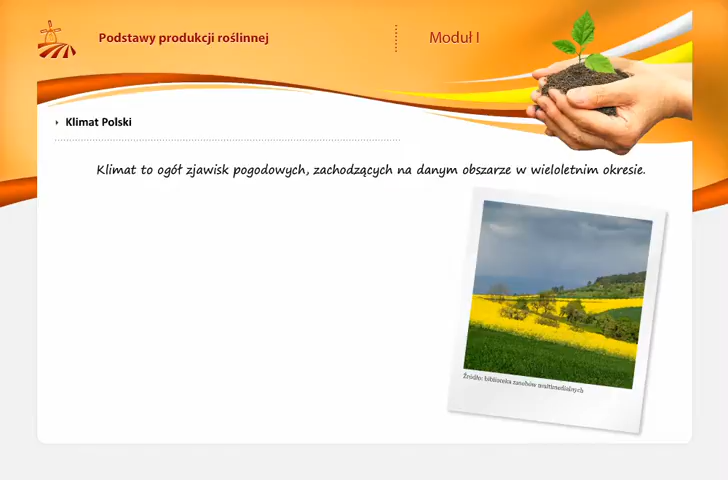 Podstawy produkcji roślinnej
Moduł I
Klimat Polski
Klimat to ogół zjawisk pogodowych, zachodzących na danym obszarze w wieloletnim okresie.
Źródło: biblioteka zasobów multimedialnych